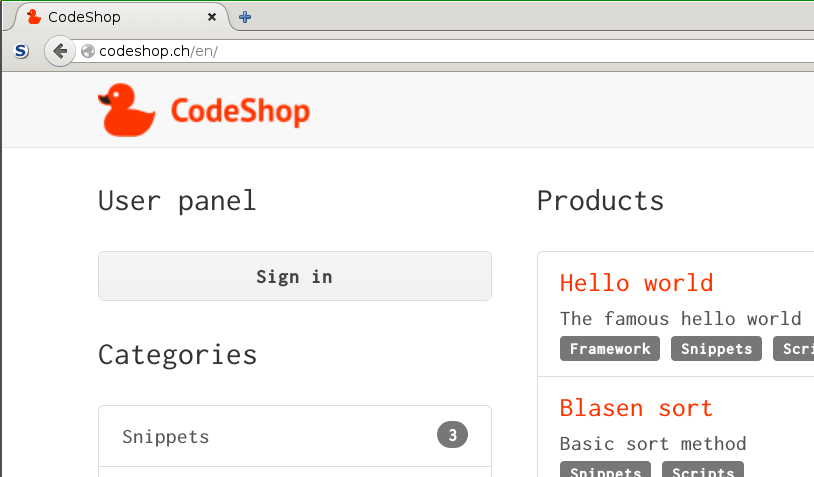 CodeShop
codeshop.ch/en/
CodeShop
User panel
Sign in
Categories
Snippets 3
Products
Hello world
The famous hello world
Framework Snippets Scri
Blasen sort
Basic sort method
Snippets Scripts